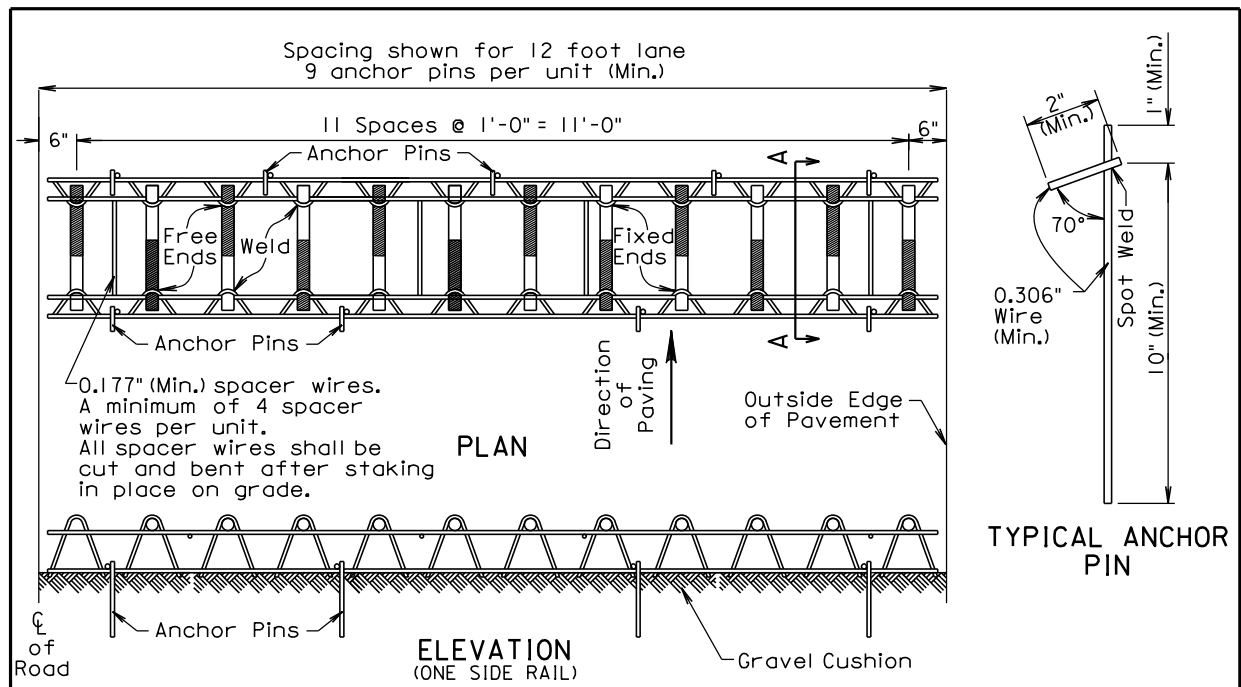 Spacing shown for 12 foot lane
9 anchor pins per unit (Min.)
6"
11 Spaces @ 1'-0" = 11'-0"
6"
Anchor Pins
A
Free
Ends
Weld
Fixed
Ends
Anchor Pins
A
0.177" (Min.) spacer wires.
A minimum of 4 spacer
wires per unit.
All spacer wires shall be
cut and bent after staking
in place on grade.
PLAN
Direction
of
Paving
Outside Edge
of Pavement
℄
of
Road
Anchor Pins
ELEVATION
(ONE SIDE RAIL)
Gravel Cushion
2"
(Min.)
1" (Min.)
70°
0.306"
Wire
(Min.)
Spot Weld
10" (Min.)
TYPICAL ANCHOR
PIN